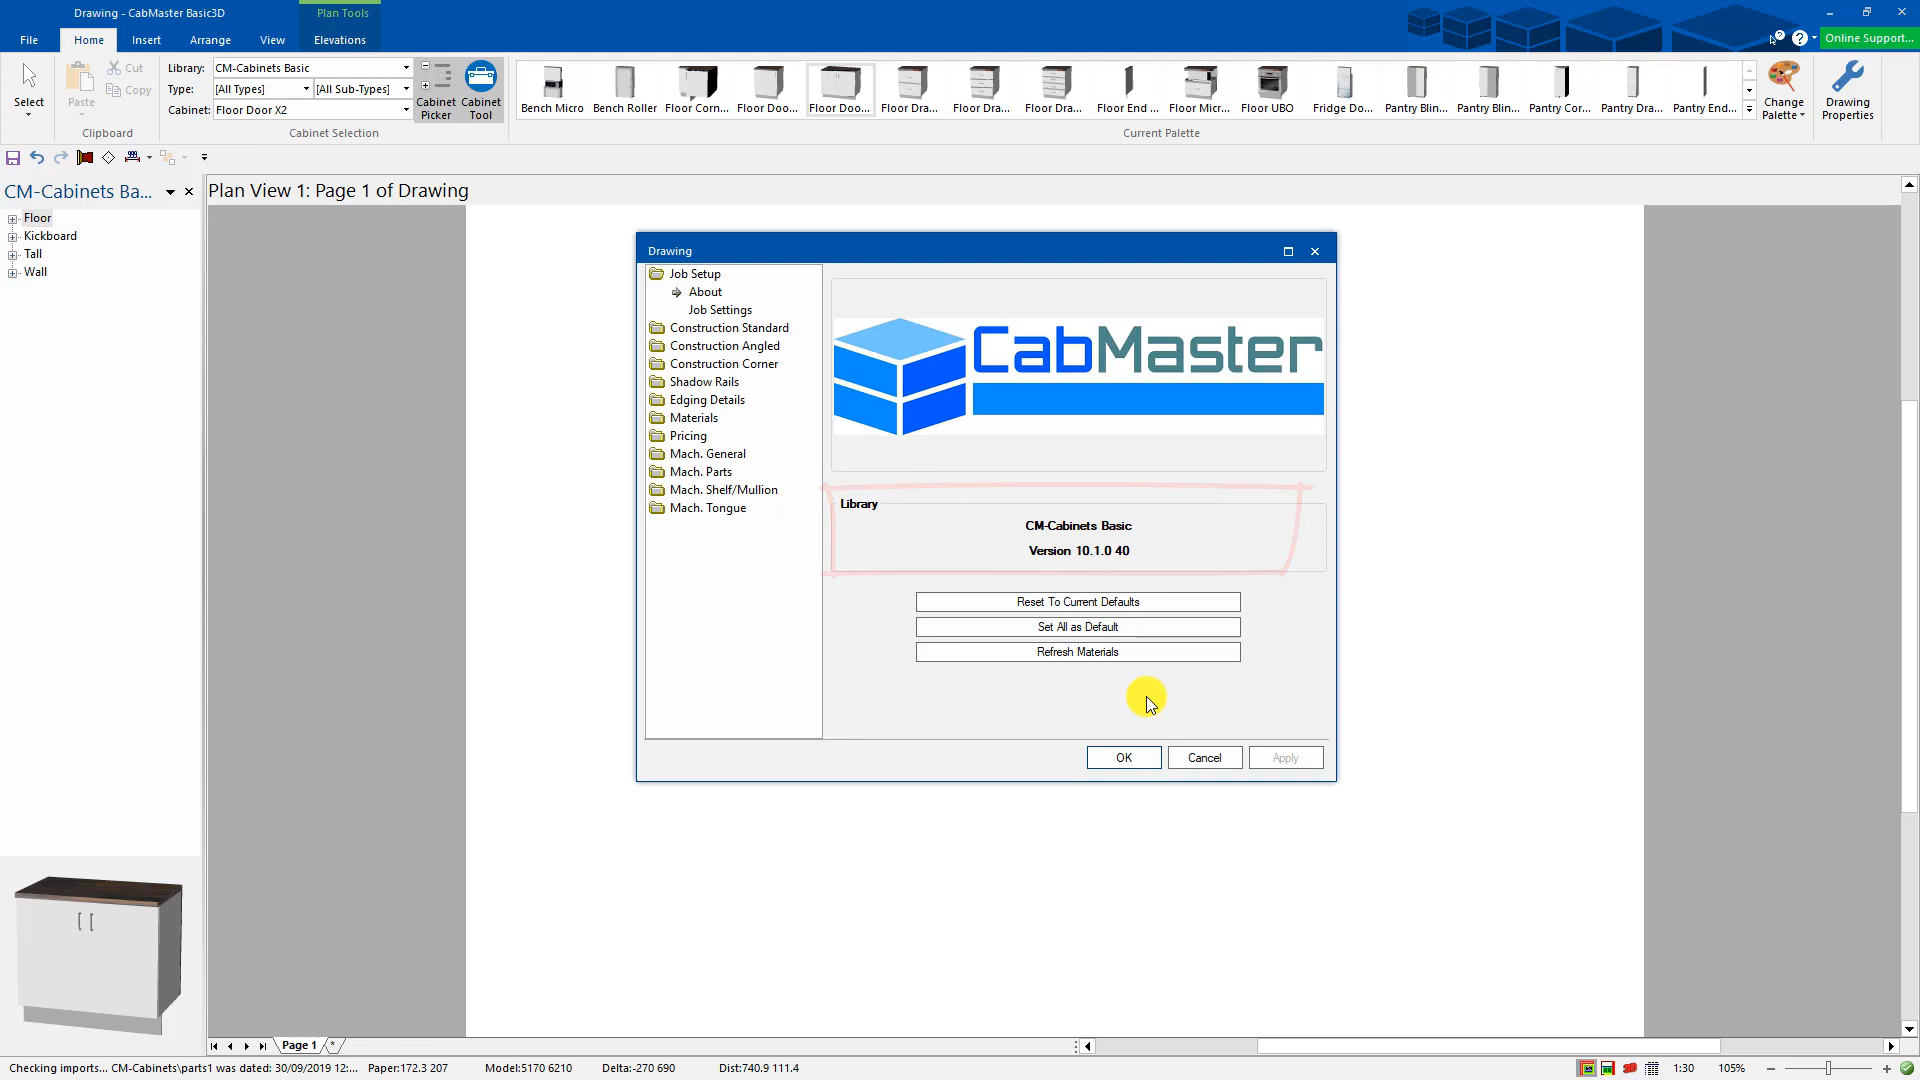 Drawing - CabMaster Basic3D
Plan Tools
File
Home
Insert
Arrange
View
Elevations
Online Support...
Select
Paste
Cut
Copy
Clipboard
Library:
CM-Cabinets Basic
Type:
[All Types]
[All Sub-Types]
Cabinet:
Floor Door X2
Cabinet Selection
Cabinet
Picker
Cabinet
Tool
Bench Micro
Bench Roller
Floor Corn...
Floor Doo...
Floor Doo...
Floor Dra...
Floor Dra...
Floor Dra...
Floor End ...
Floor Micr...
Floor UBO
Fridge Do...
Pantry Blin...
Pantry Blin...
Pantry Cor...
Pantry Dra...
Pantry End...
Current Palette
Change
Palette
Drawing
Properties
CM-Cabinets Ba...
Floor
Kickboard
Tall
Wall
Plan View 1: Page 1 of Drawing
Drawing
Job Setup
About
Job Settings
Construction Standard
Construction Angled
Construction Corner
Shadow Rails
Edging Details
Materials
Pricing
Mach. General
Mach. Parts
Mach. Shelf/Mullion
Mach. Tongue
CabMaster
Library
CM-Cabinets Basic
Version 10.1.0 40
Reset To Current Defaults
Set All as Default
Refresh Materials
OK
Cancel
Apply
Page 1
*
Checking imports... CM-Cabinets\parts1 was dated: 30/09/2019 12:...
Paper:172.3 207
Model:5170 6210
Delta:-270 690
Dist:740.9 111.4
3D
1:30
105%